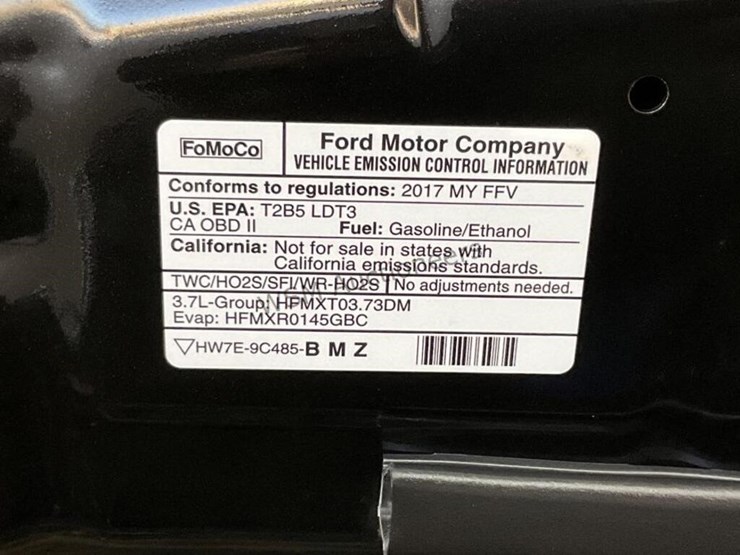 FoMoCo
Ford Motor Company
VEHICLE EMISSION CONTROL INFORMATION
Conforms to regulations: 2017 MY FFV
U.S. EPA: T2B5 LDT3
CA OBD II Fuel: Gasoline/Ethanol
California: Not for sale in states with
California emissions standards.
TWC/HO2S/SFI/WR-HO2S No adjustments needed.
3.7L-Group: HFMXT03.73DM
Evap: HFMXR0145GBC
HW7E-9C485-B M Z